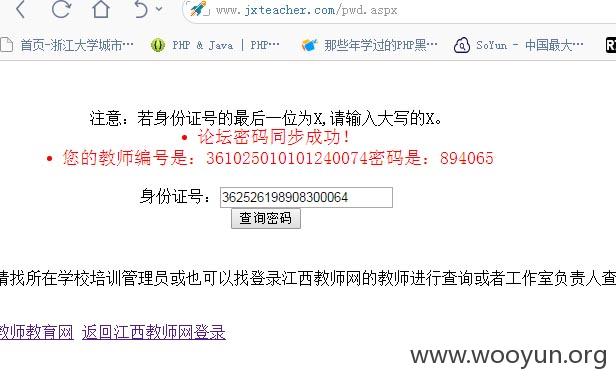 www.jxteacher.com/pwd.aspx
首页-浙江大学城市… PHP & Java | PHP… 那些年学过的PHP黑… SoYun - 中国最大…
注意：若身份证号的最后一位为X,请输入大写的X。
• 论坛密码同步成功！
• 您的教师编号是：361025010101240074密码是：894065
身份证号：362526198908300064
查询密码
请找所在学校培训管理员或也可以找登录江西教师网的教师进行查询或者工作室负责人查
教师教育网 返回江西教师网登录
www.wooyun.org